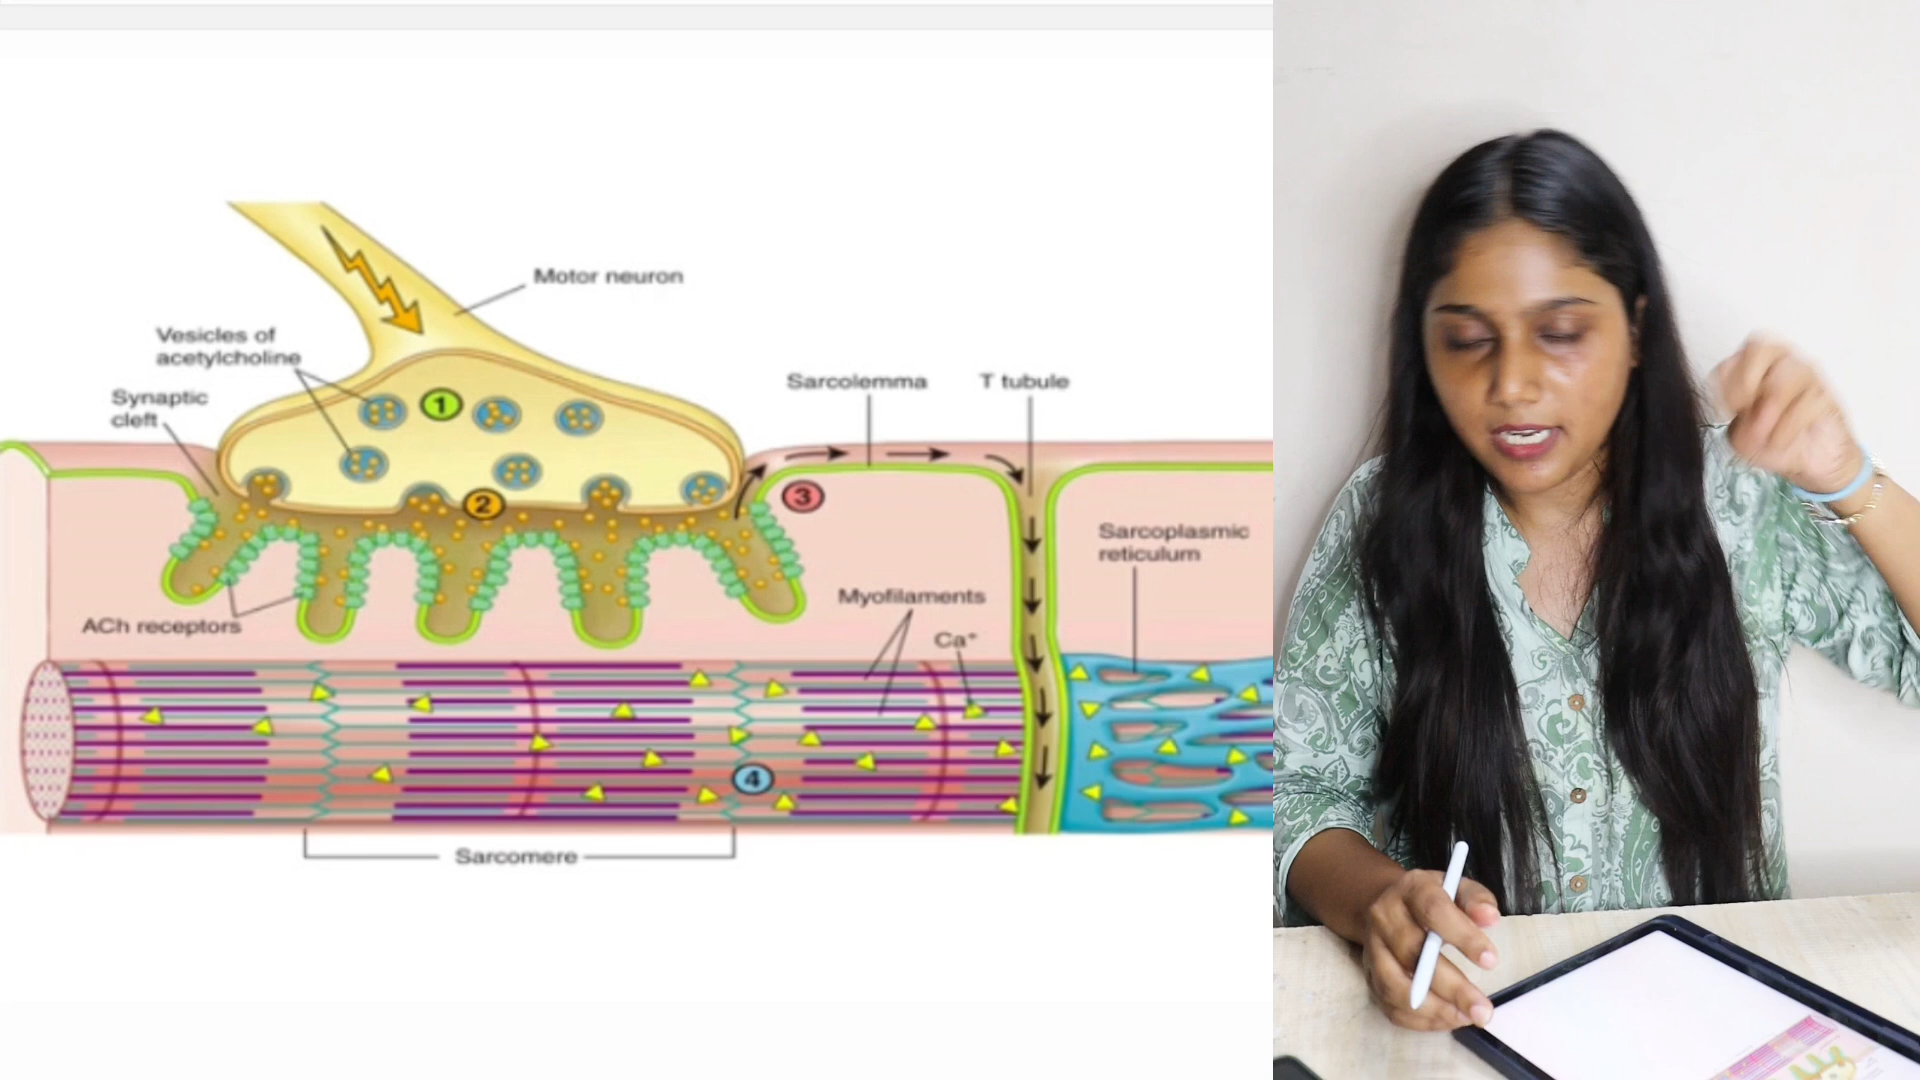 Motor neuron
Vesicles of
acetylcholine
Synaptic
cleft
1
Sarcolemma
T tubule
2
3
Sarcoplasmic
reticulum
ACh receptors
Myofilaments
Ca⁺
4
Sarcomere